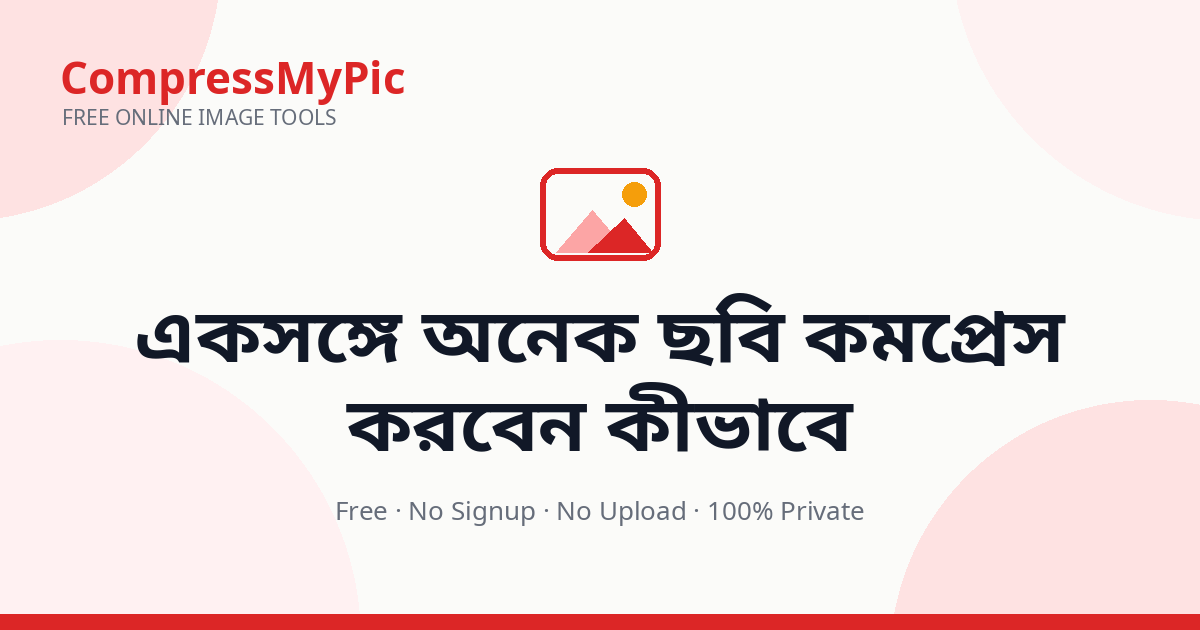 CompressMyPic
FREE ONLINE IMAGE TOOLS
একসঙ্গে অনেক ছবি কমপ্রেস
করবেন কীভাবে
Free · No Signup · No Upload · 100% Private